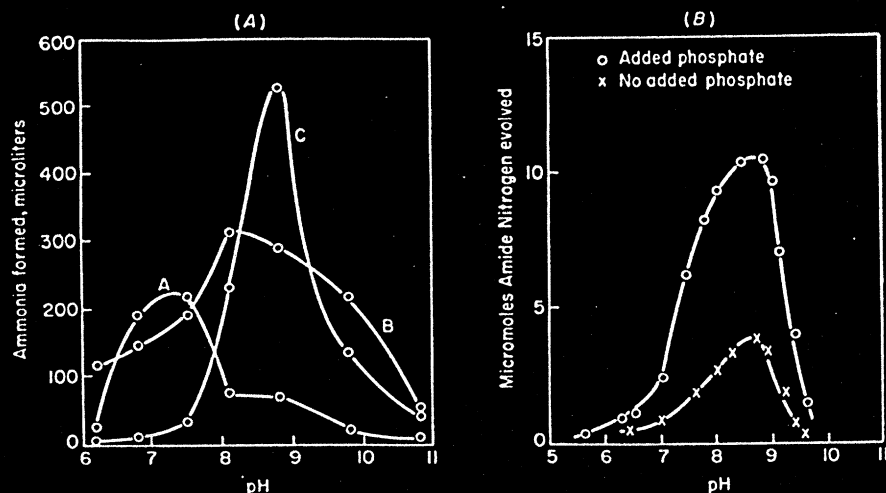 (A)
600
500
400
300
200
100
0
6 7 8 9 10 11
pH
Ammonia formed, microliters
A
B
C
(B)
15
10
5
0
5 6 7 8 9 10 11
pH
Micromoles Amide Nitrogen evolved
o Added phosphate
x No added phosphate